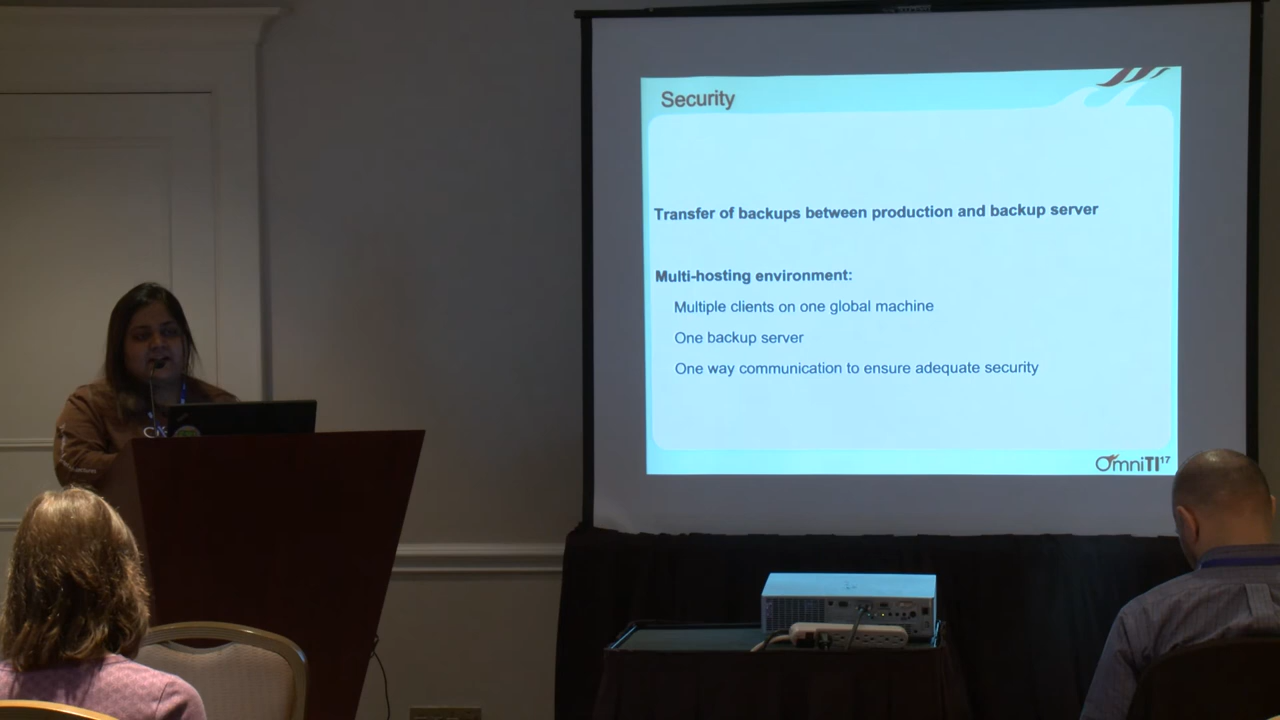 Security
Transfer of backups between production and backup server
Multi-hosting environment:
Multiple clients on one global machine
One backup server
One way communication to ensure adequate security
OmniTI17